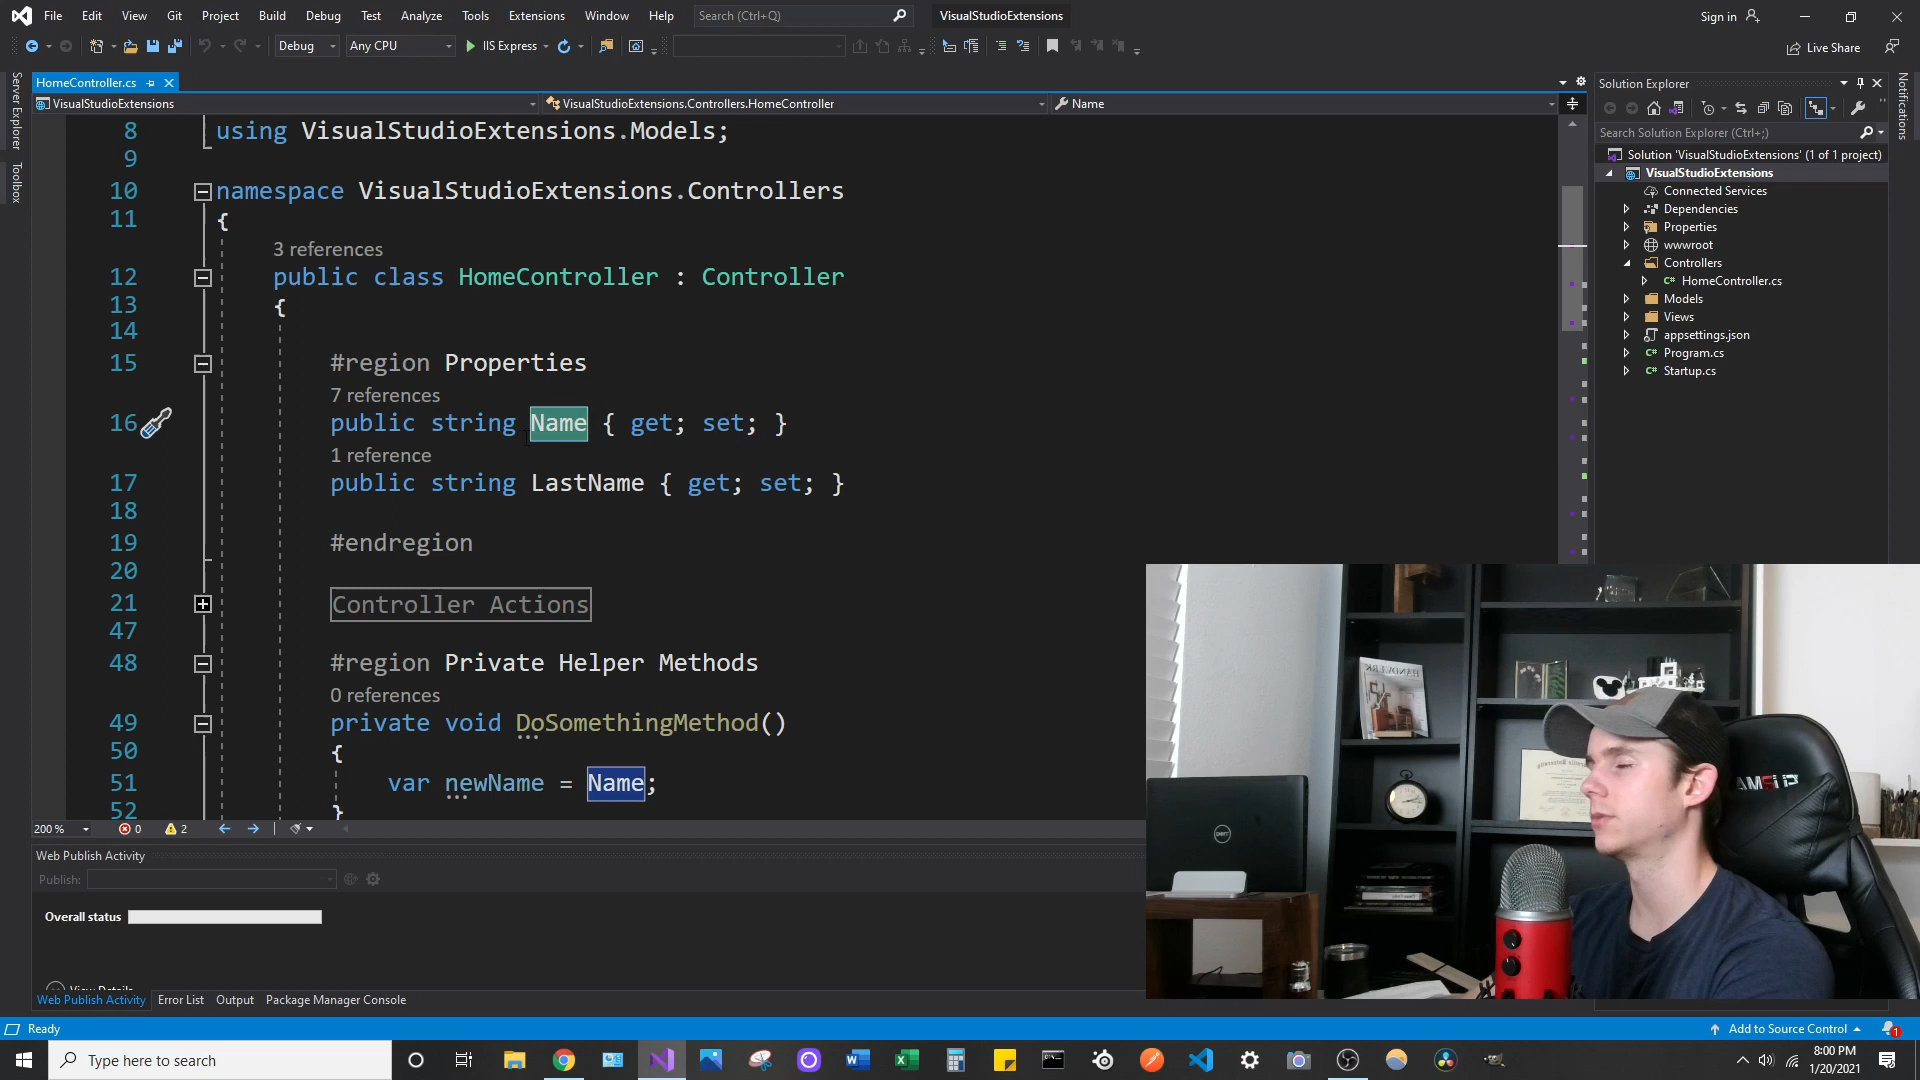 File Edit View Git Project Build Debug Test Analyze Tools Extensions Window Help Search (Ctrl+Q) VisualStudioExtensions Sign in
Debug Any CPU IIS Express Live Share
Server Explorer
Toolbox
Notifications
HomeController.cs
VisualStudioExtensions VisualStudioExtensions.Controllers.HomeController Name
8 using VisualStudioExtensions.Models;
9
10 namespace VisualStudioExtensions.Controllers
11 {
3 references
12 public class HomeController : Controller
13 {
14
15 #region Properties
7 references
16 public string Name { get; set; }
1 reference
17 public string LastName { get; set; }
18
19 #endregion
20
21 Controller Actions
47
48 #region Private Helper Methods
0 references
49 private void DoSomethingMethod()
50 {
51 var newName = Name;
52 }
200 % 0 2
Solution Explorer
Search Solution Explorer (Ctrl+;)
Solution 'VisualStudioExtensions' (1 of 1 project)
VisualStudioExtensions
Connected Services
Dependencies
Properties
wwwroot
Controllers
C# HomeController.cs
Models
Views
appsettings.json
C# Program.cs
C# Startup.cs
Web Publish Activity
Publish:
Overall status
View Details
Web Publish Activity Error List Output Package Manager Console
HANDVÆRK
DELL
Ready Add to Source Control 1
Type here to search
8:00 PM
1/20/2021